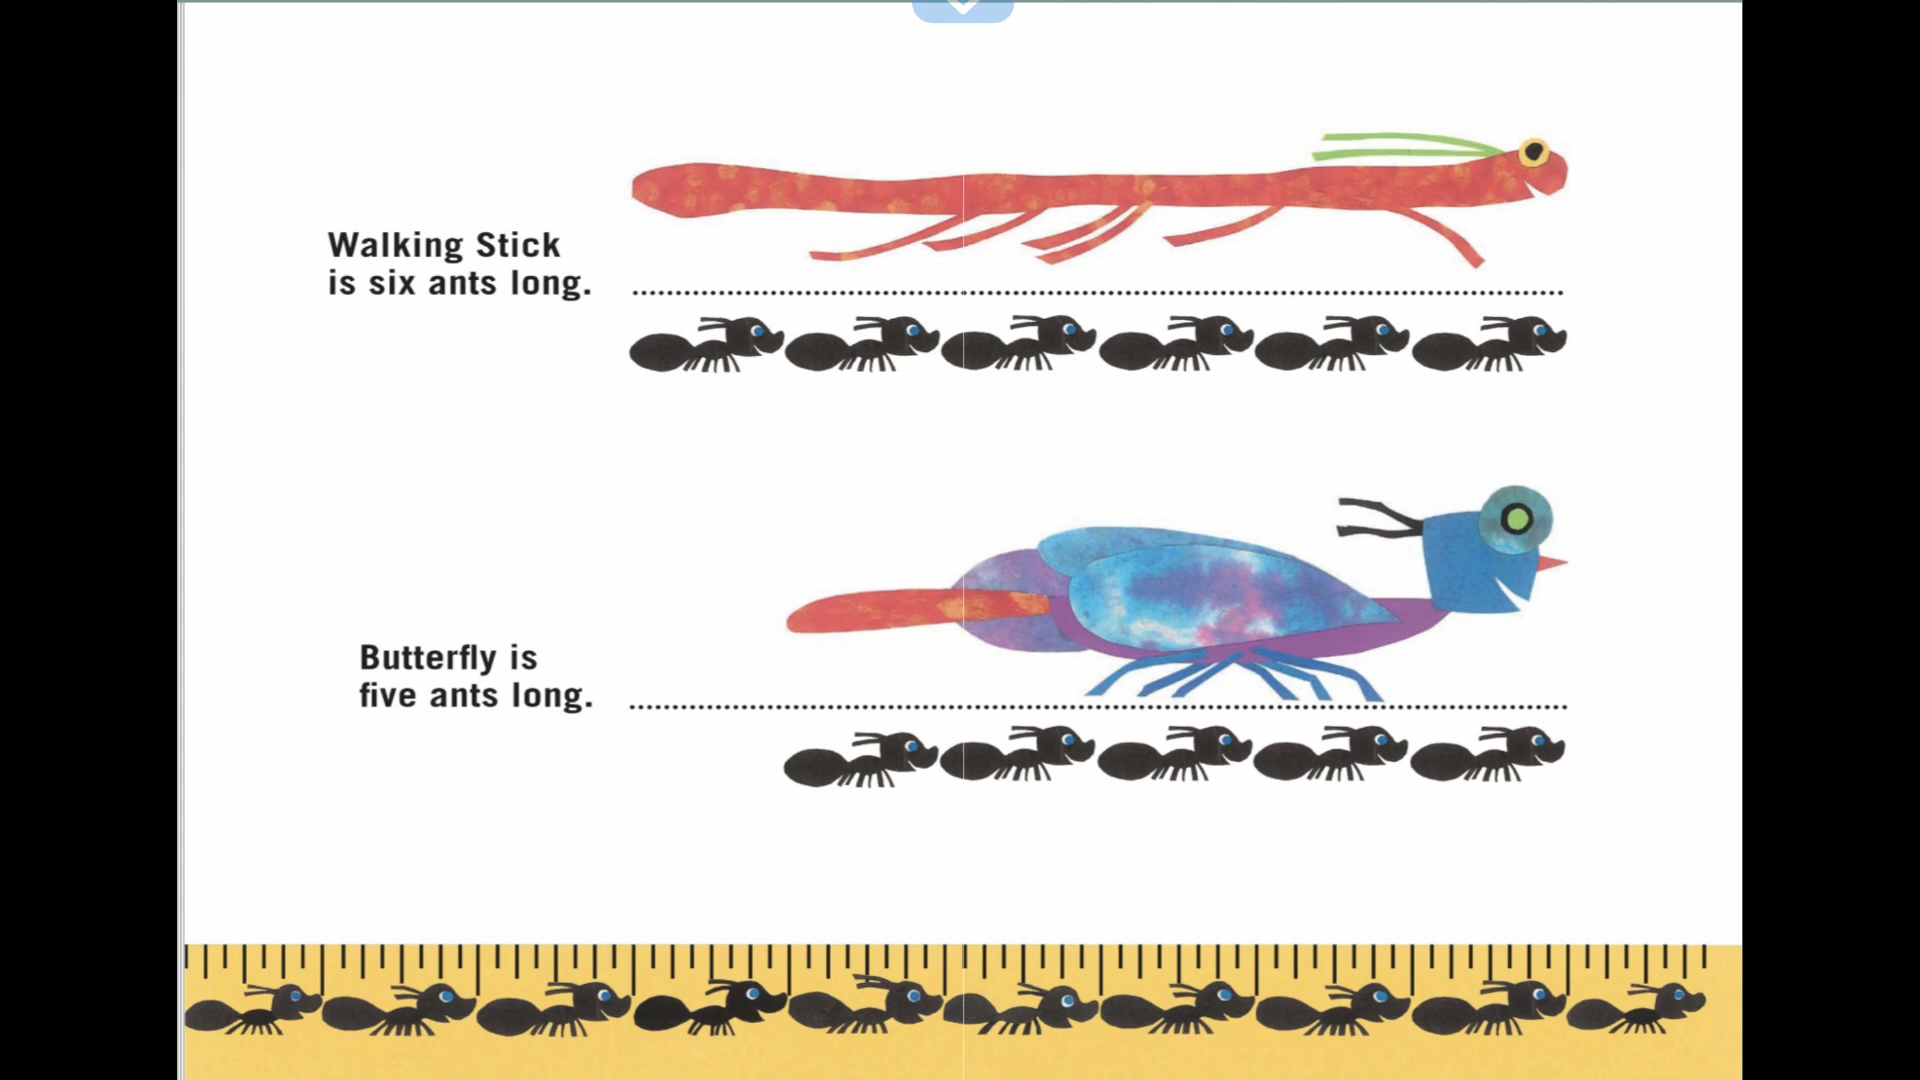 Walking Stick
is six ants long.
Butterfly is
five ants long.